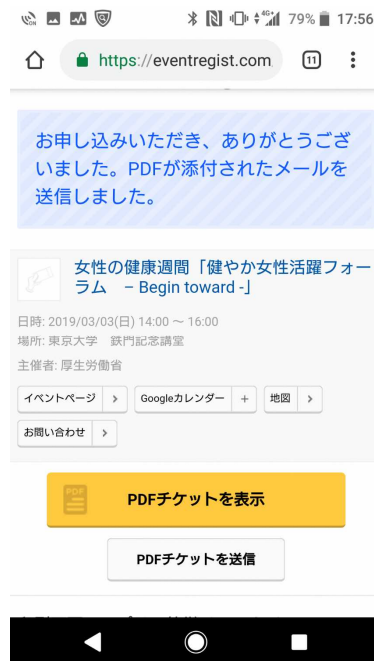 79% 17:56
https://eventregist.com
11
お申し込みいただき、ありがとうござ
いました。PDFが添付されたメールを
送信しました。
女性の健康週間「健やか女性活躍フォー
ラム －Begin toward -」
日時: 2019/03/03(日) 14:00 ～ 16:00
場所: 東京大学 鉄門記念講堂
主催者: 厚生労働省
イベントページ Googleカレンダー + 地図
お問い合わせ
PDF PDFチケットを表示
PDFチケットを送信